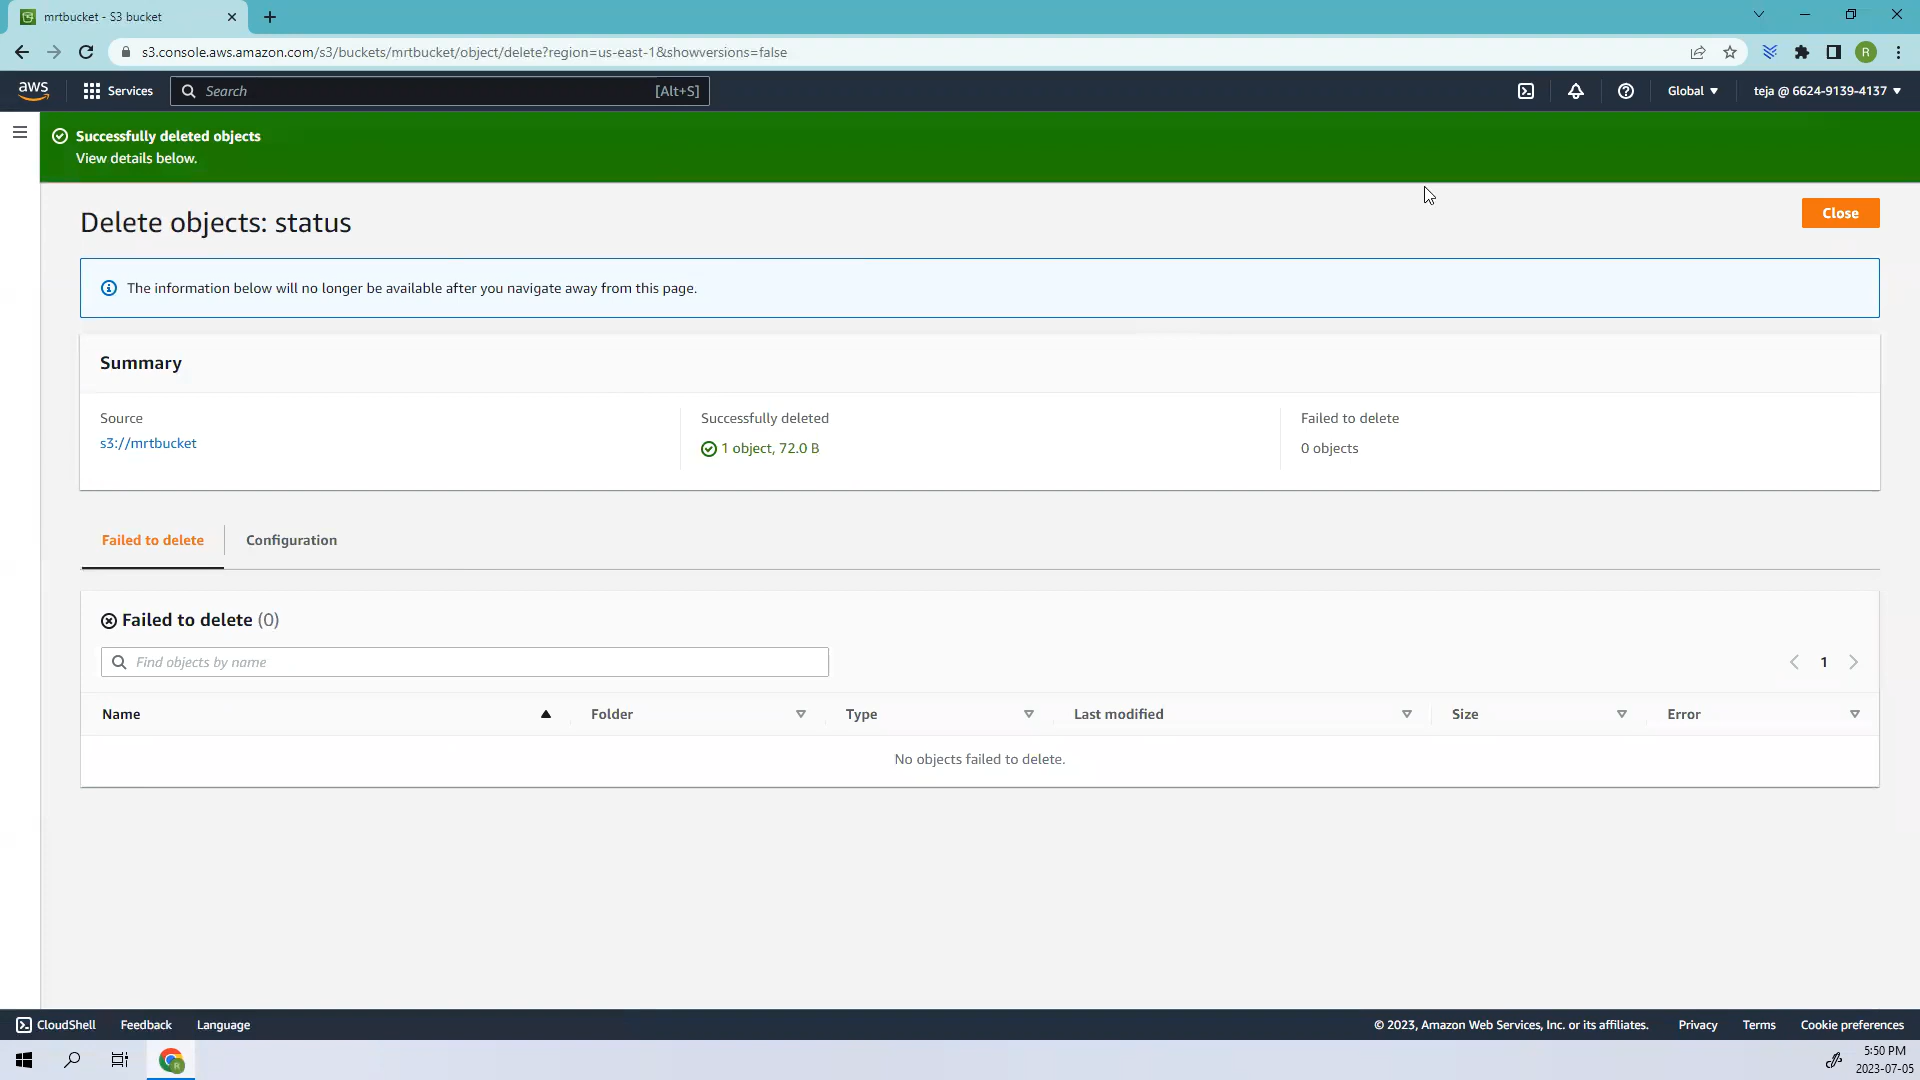 mrtbucket - S3 bucket
s3.console.aws.amazon.com/s3/buckets/mrtbucket/object/delete?region=us-east-1&showversions=false
R
aws
Services
Search
[Alt+S]
Global
teja @ 6624-9139-4137
Successfully deleted objects
View details below.
Delete objects: status
Close
The information below will no longer be available after you navigate away from this page.
Summary
Source
Successfully deleted
Failed to delete
s3://mrtbucket
1 object, 72.0 B
0 objects
Failed to delete
Configuration
Failed to delete (0)
Find objects by name
1
Name
Folder
Type
Last modified
Size
Error
No objects failed to delete.
CloudShell
Feedback
Language
© 2023, Amazon Web Services, Inc. or its affiliates.
Privacy
Terms
Cookie preferences
R
5:50 PM
2023-07-05